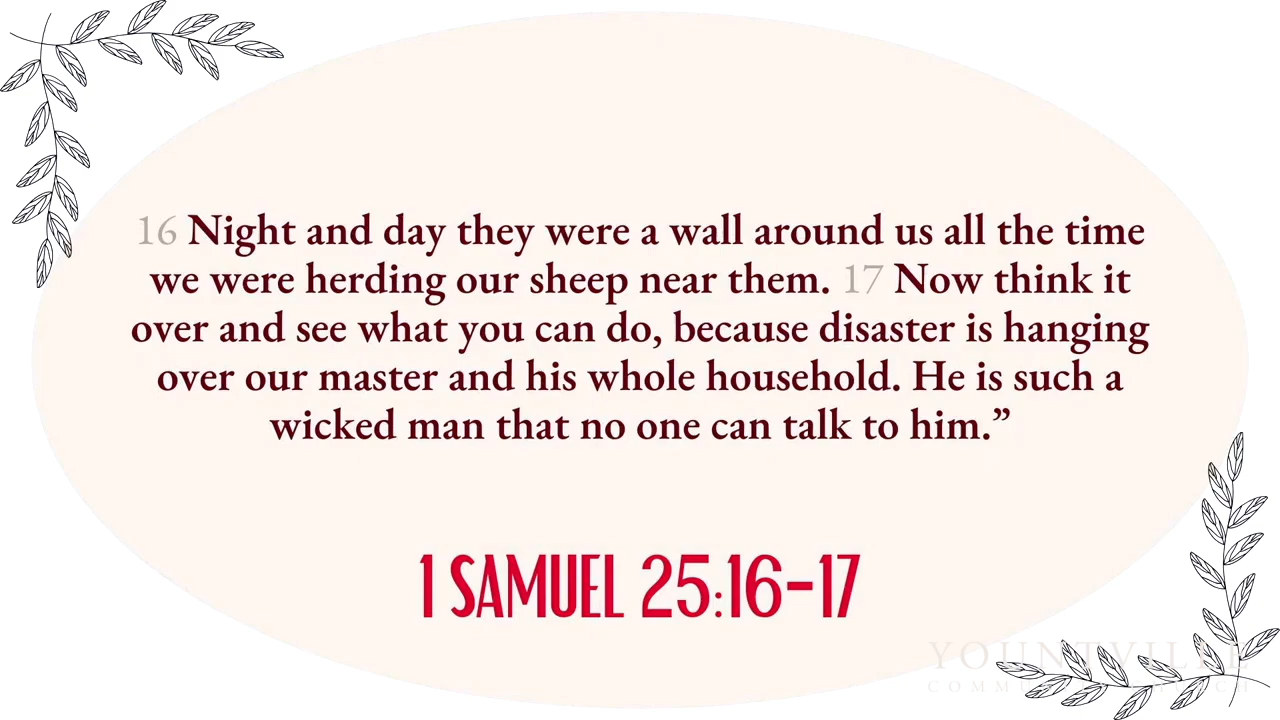 16 Night and day they were a wall around us all the time
we were herding our sheep near them. 17 Now think it
over and see what you can do, because disaster is hanging
over our master and his whole household. He is such a
wicked man that no one can talk to him.”
1 SAMUEL 25:16-17
YOUNTVILLE